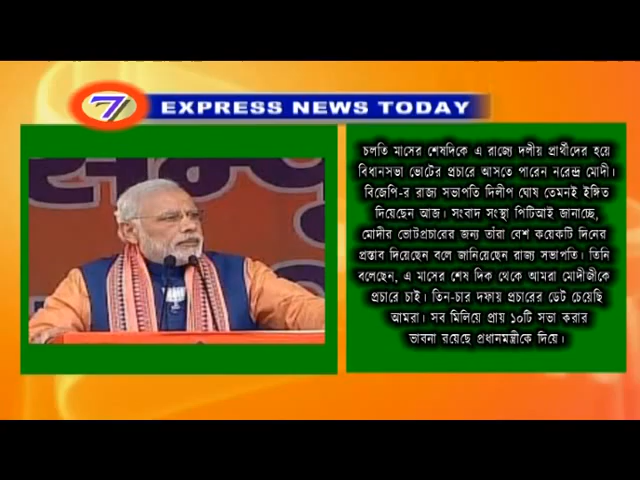 7
EXPRESS NEWS TODAY
চলতি মাসের শেষদিকে এ রাজ্যে দলীয় প্রার্থীদের হয়ে
বিধানসভা ভোটের প্রচারে আসতে পারেন নরেন্দ্র মোদী।
বিজেপি-র রাজ্য সভাপতি দিলীপ ঘোষ তেমনই ইঙ্গিত
দিয়েছেন আজ। সংবাদ সংস্থা পিটিআই জানাচ্ছে,
মোদীর ভোটপ্রচারের জন্য তাঁরা বেশ কয়েকটি দিনের
প্রস্তাব দিয়েছেন বলে জানিয়েছেন রাজ্য সভাপতি। তিনি
বলেছেন, এ মাসের শেষ দিক থেকে আমরা মোদীজীকে
প্রচারে চাই। তিন-চার দফায় প্রচারের ডেট চেয়েছি
আমরা। সব মিলিয়ে প্রায় ১০টি সভা করার
ভাবনা রয়েছে প্রধানমন্ত্রীকে দিয়ে।